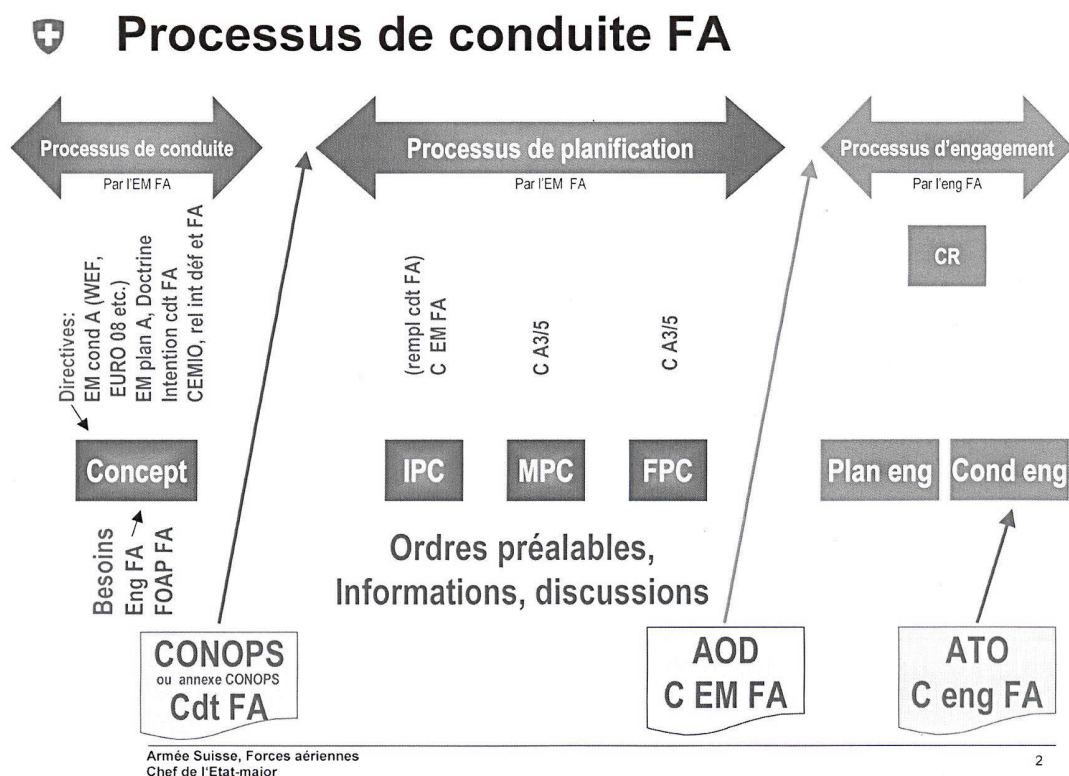 Processus de conduite FA
Processus de conduite
Par l'EM FA
Processus de planification
Par l'EM FA
Processus d'engagement
Par l'eng FA
Directives:
EM cond A (WEF,
EURO 08 etc.)
EM plan A, Doctrine
Intention cdt FA
CEMIO, rel int déf et FA
(rempl cdt FA)
C EM FA
C A3/5
C A3/5
CR
Concept
IPC
MPC
FPC
Plan eng
Cond eng
Besoins
Eng FA
FOAP FA
Ordres préalables,
Informations, discussions
CONOPS
ou annexe CONOPS
Cdt FA
AOD
C EM FA
ATO
C eng FA
Armée Suisse, Forces aériennes
Chef de l'Etat-major
2